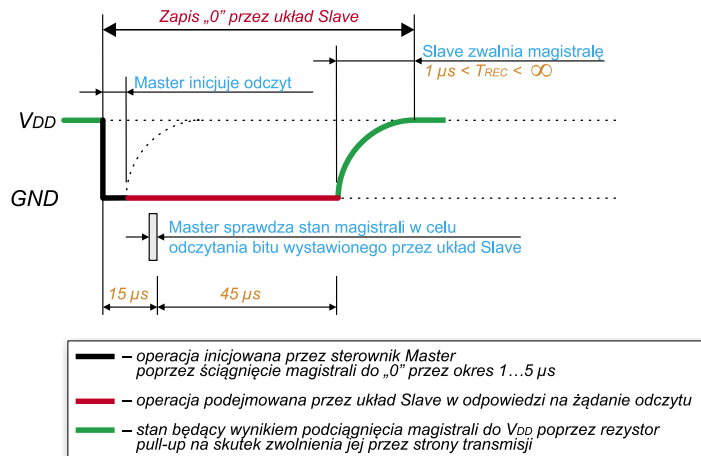 Zapis „0” przez układ Slave
Slave zwalnia magistralę
1 µs < TREC < ∞
Master inicjuje odczyt
VDD
GND
Master sprawdza stan magistrali w celu
odczytania bitu wystawionego przez układ Slave
15 µs
45 µs
– operacja inicjowana przez sterownik Master
poprzez ściągnięcie magistrali do „0” przez okres 1…5 µs
– operacja podejmowana przez układ Slave w odpowiedzi na żądanie odczytu
– stan będący wynikiem podciągnięcia magistrali do VDD poprzez rezystor
pull-up na skutek zwolnienia jej przez strony transmisji